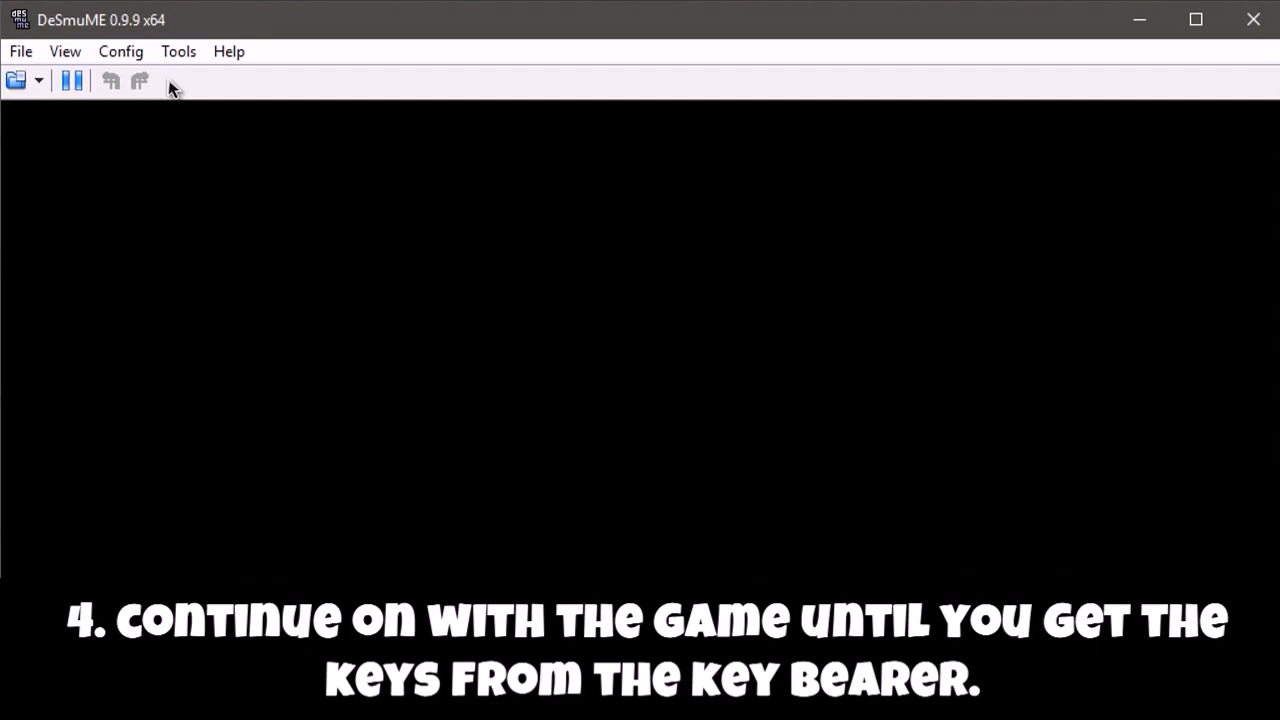 DeSmuME 0.9.9 x64
File View Config Tools Help
4. Continue on with the game until you get the
keys from the key bearer.